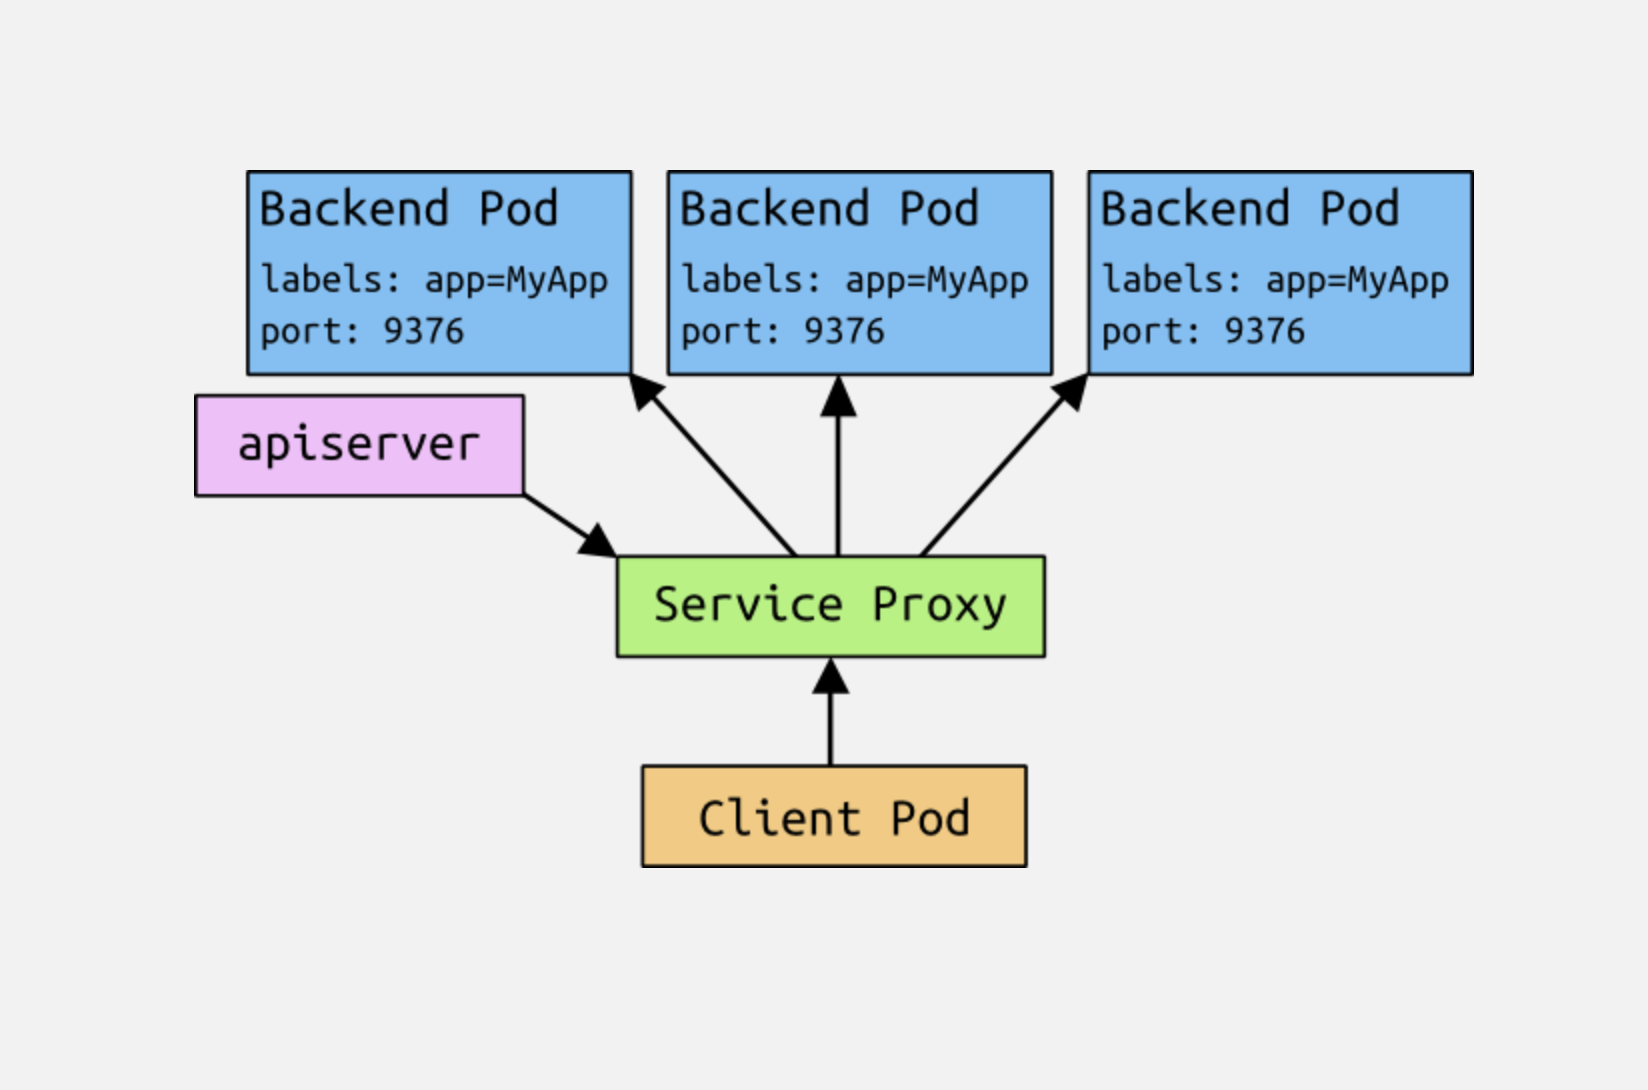 Backend Pod
labels: app=MyApp
port: 9376
Backend Pod
labels: app=MyApp
port: 9376
Backend Pod
labels: app=MyApp
port: 9376
apiserver
Service Proxy
Client Pod